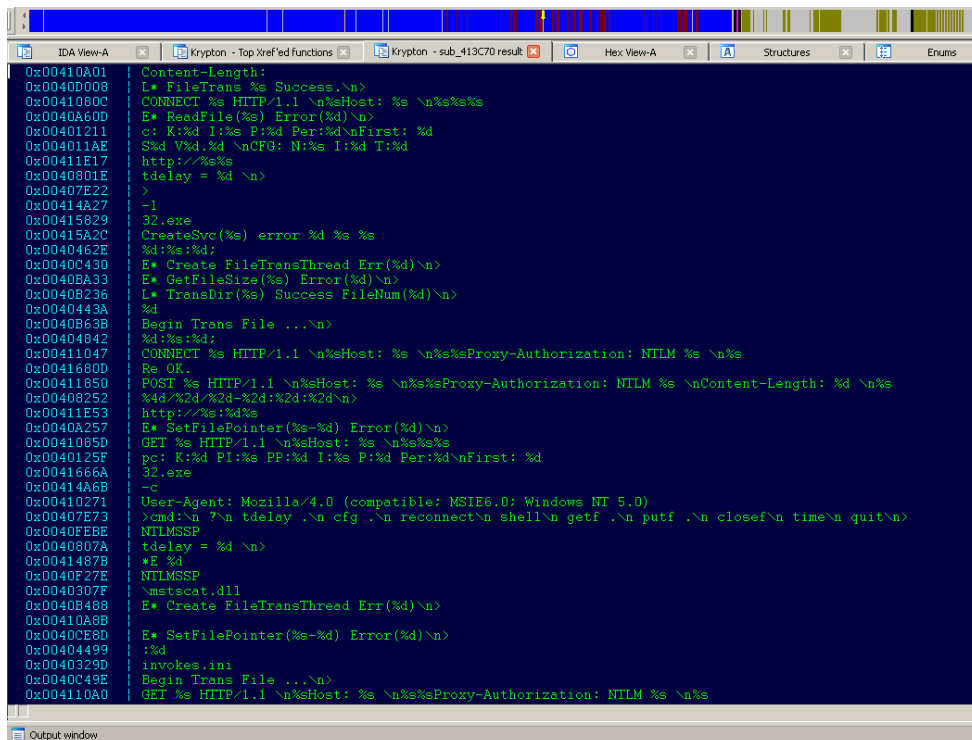 IDA View-A
Krypton - Top Xref'ed functions
Krypton - sub_413C70 result
Hex View-A
Structures
Enums
0x00410A01 | Content-Length:
0x0040D008 | L* FileTrans %s Success.\n>
0x0041080C | CONNECT %s HTTP/1.1 \n%sHost: %s \n%s%s%s
0x0040A60D | E* ReadFile(%s) Error(%d)\n>
0x00401211 | c: K:%d I:%s P:%d Per:%d\nFirst: %d
0x004011AE | S%d V%d.%d \nCFG: N:%s I:%d T:%d
0x00411E17 | http://%s%s
0x0040801E | tdelay = %d \n>
0x00407E22 | >
0x00414A27 | -l
0x00415829 | 32.exe
0x00415A2C | CreateSvc(%s) error %d %s %s
0x0040462E | %d:%s:%d;
0x0040C430 | E* Create FileTransThread Err(%d)\n>
0x0040BA33 | E* GetFileSize(%s) Error(%d)\n>
0x0040B236 | L* TransDir(%s) Success FileNum(%d)\n>
0x0040443A | %d
0x0040B63B | Begin Trans File ...\n>
0x00404842 | %d:%s:%d;
0x00411047 | CONNECT %s HTTP/1.1 \n%sHost: %s \n%s%sProxy-Authorization: NTLM %s \n%s
0x0041680D | Re OK.
0x00411850 | POST %s HTTP/1.1 \n%sHost: %s \n%s%sProxy-Authorization: NTLM %s \nContent-Length: %d \n%s
0x00408252 | %4d/%2d/%2d-%2d:%2d:%2d\n>
0x00411E53 | http://%s:%d%s
0x0040A257 | E* SetFilePointer(%s-%d) Error(%d)\n>
0x0041085D | GET %s HTTP/1.1 \n%sHost: %s \n%s%s%s
0x0040125F | pc: K:%d PI:%s PP:%d I:%s P:%d Per:%d\nFirst: %d
0x0041666A | 32.exe
0x00414A6B | -c
0x00410271 | User-Agent: Mozilla/4.0 (compatible; MSIE6.0; Windows NT 5.0)
0x00407E73 | >cmd:\n ?\n tdelay .\n cfg .\n reconnect\n shell\n getf .\n putf .\n closef\n time\n quit\n>
0x0040FEBE | NTLMSSP
0x0040807A | tdelay = %d \n>
0x0041487B | *E %d
0x0040F27E | NTLMSSP
0x0040307F | \mstscat.dll
0x0040B488 | E* Create FileTransThread Err(%d)\n>
0x00410A8B |
0x0040CE8D | E* SetFilePointer(%s-%d) Error(%d)\n>
0x00404499 | :%d
0x0040329D | invokes.ini
0x0040C49E | Begin Trans File ...\n>
0x004110A0 | GET %s HTTP/1.1 \n%sHost: %s \n%s%sProxy-Authorization: NTLM %s \n%s
Output window